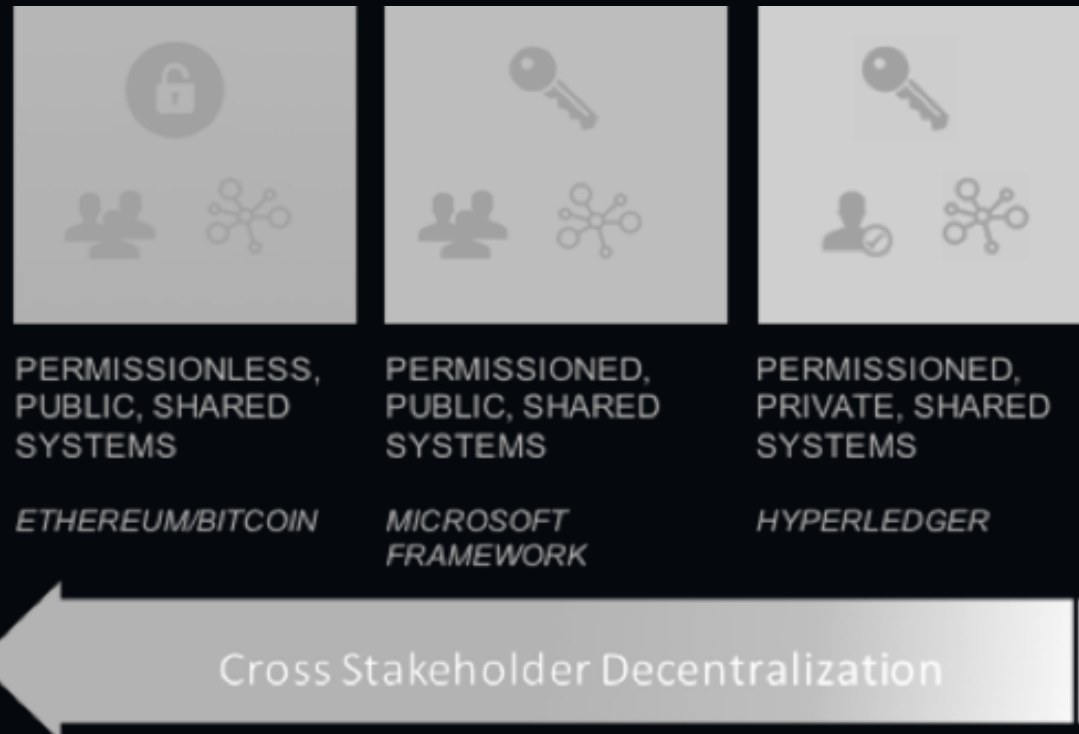 PERMISSIONLESS,
PUBLIC, SHARED
SYSTEMS
ETHEREUM/BITCOIN
PERMISSIONED,
PUBLIC, SHARED
SYSTEMS
MICROSOFT
FRAMEWORK
PERMISSIONED,
PRIVATE, SHARED
SYSTEMS
HYPERLEDGER
Cross Stakeholder Decentralization